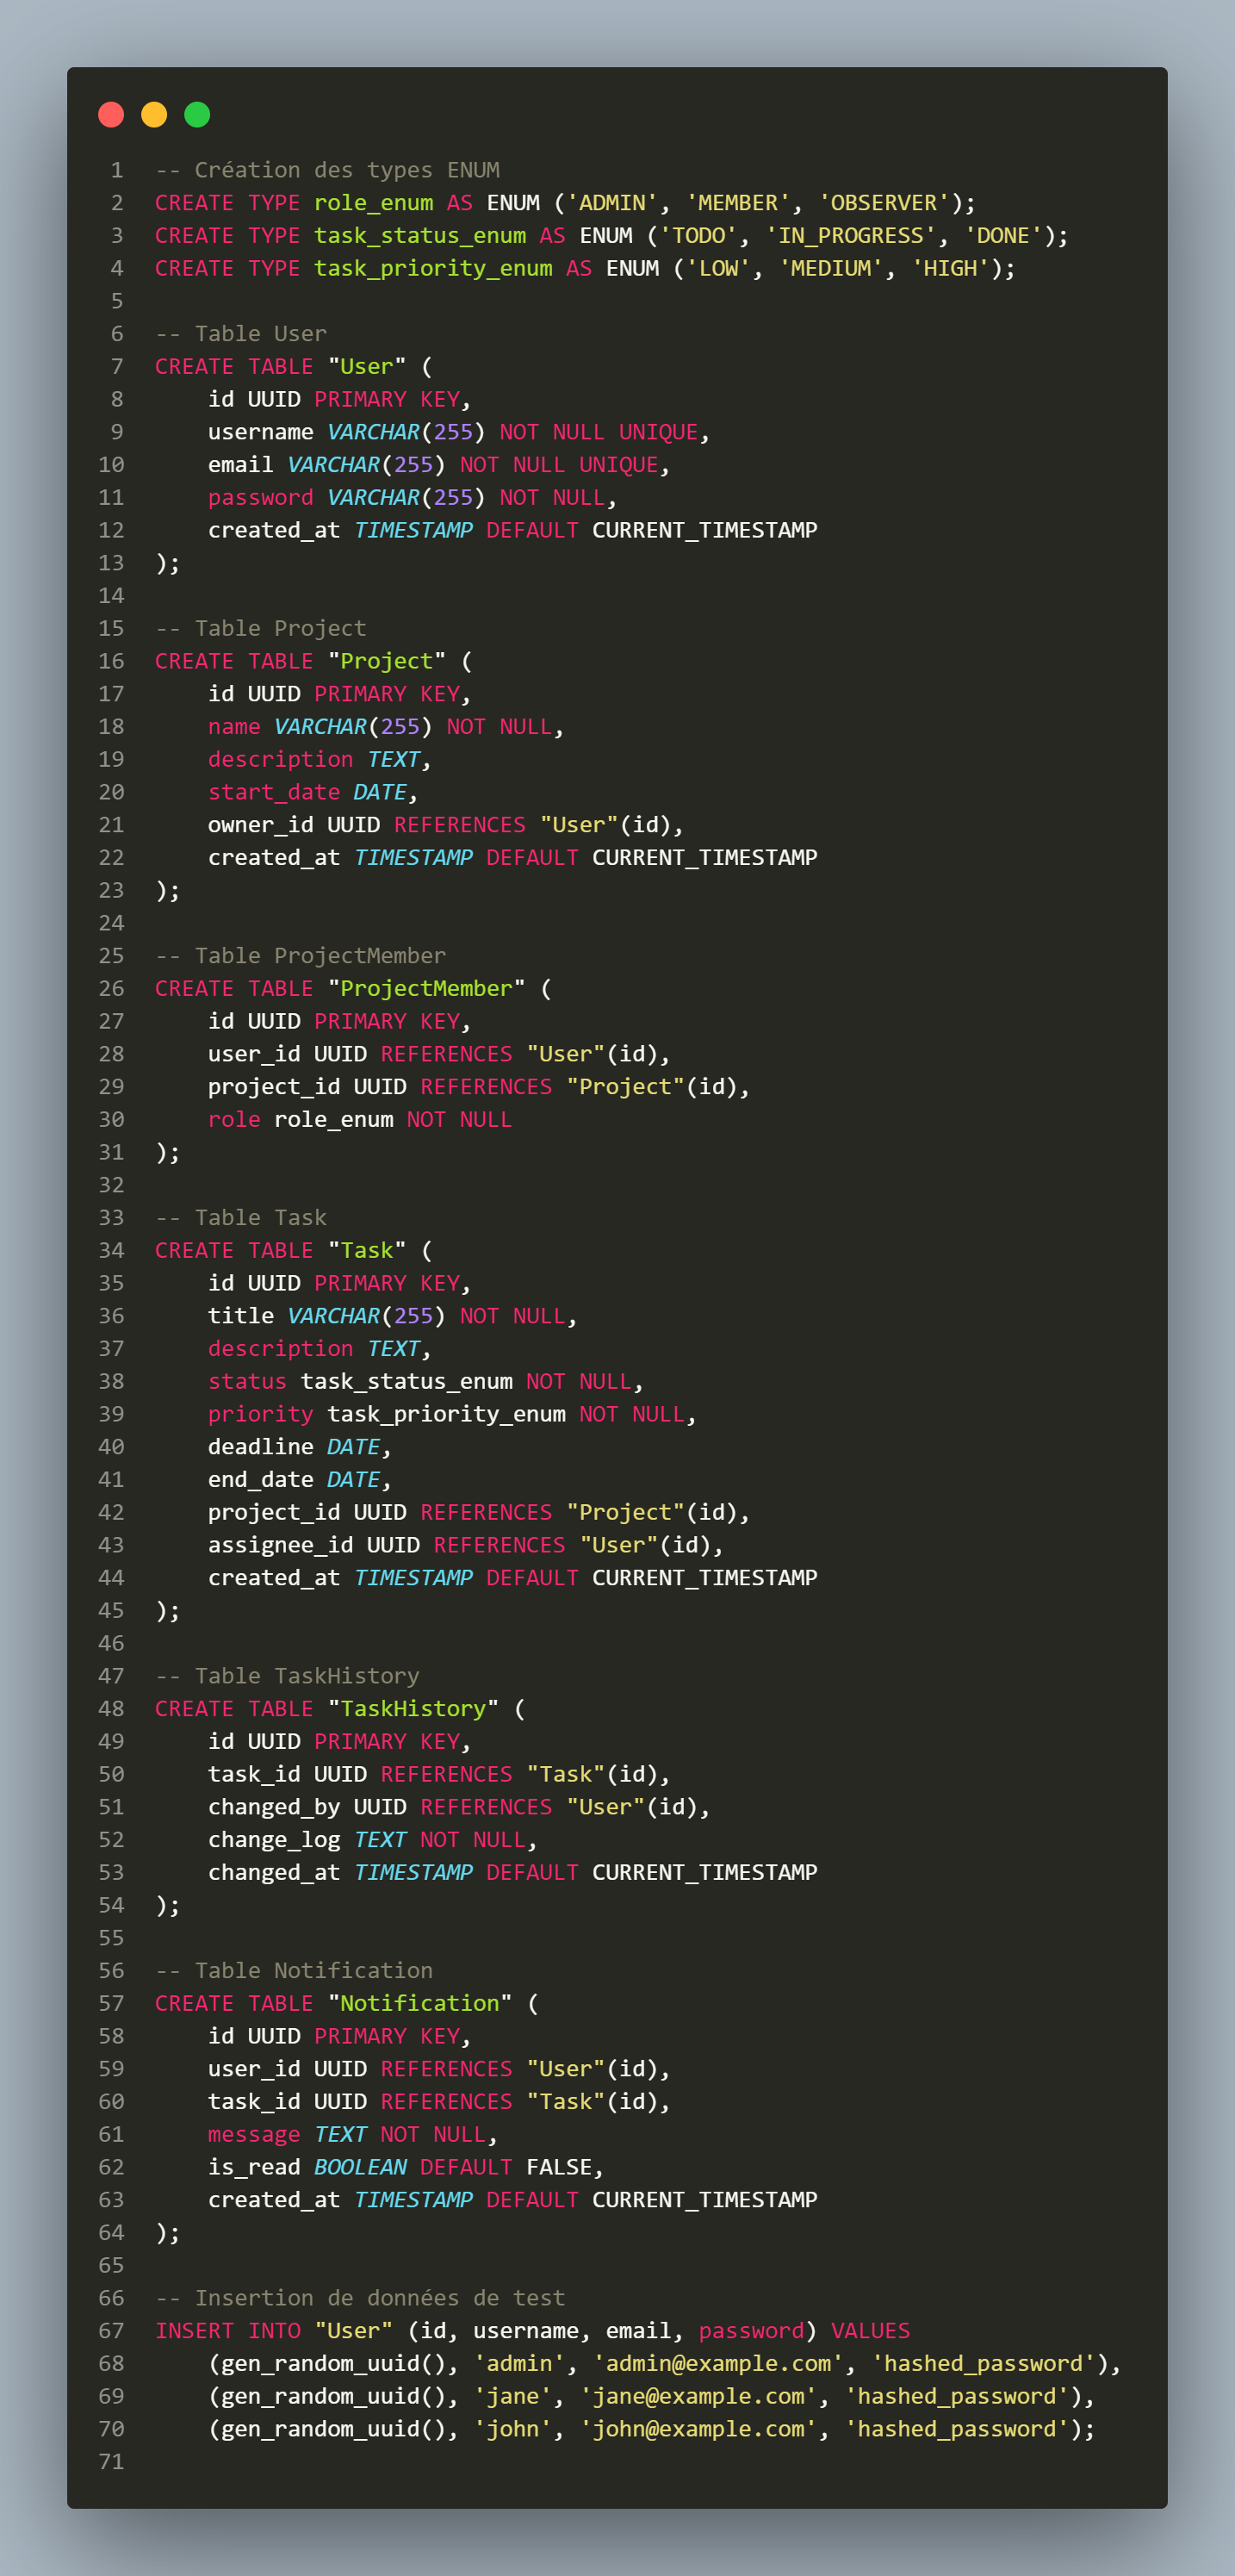 1 -- Création des types ENUM
2 CREATE TYPE role_enum AS ENUM ('ADMIN', 'MEMBER', 'OBSERVER');
3 CREATE TYPE task_status_enum AS ENUM ('TODO', 'IN_PROGRESS', 'DONE');
4 CREATE TYPE task_priority_enum AS ENUM ('LOW', 'MEDIUM', 'HIGH');
5
6 -- Table User
7 CREATE TABLE "User" (
8     id UUID PRIMARY KEY,
9     username VARCHAR(255) NOT NULL UNIQUE,
10     email VARCHAR(255) NOT NULL UNIQUE,
11     password VARCHAR(255) NOT NULL,
12     created_at TIMESTAMP DEFAULT CURRENT_TIMESTAMP
13 );
14
15 -- Table Project
16 CREATE TABLE "Project" (
17     id UUID PRIMARY KEY,
18     name VARCHAR(255) NOT NULL,
19     description TEXT,
20     start_date DATE,
21     owner_id UUID REFERENCES "User"(id),
22     created_at TIMESTAMP DEFAULT CURRENT_TIMESTAMP
23 );
24
25 -- Table ProjectMember
26 CREATE TABLE "ProjectMember" (
27     id UUID PRIMARY KEY,
28     user_id UUID REFERENCES "User"(id),
29     project_id UUID REFERENCES "Project"(id),
30     role role_enum NOT NULL
31 );
32
33 -- Table Task
34 CREATE TABLE "Task" (
35     id UUID PRIMARY KEY,
36     title VARCHAR(255) NOT NULL,
37     description TEXT,
38     status task_status_enum NOT NULL,
39     priority task_priority_enum NOT NULL,
40     deadline DATE,
41     end_date DATE,
42     project_id UUID REFERENCES "Project"(id),
43     assignee_id UUID REFERENCES "User"(id),
44     created_at TIMESTAMP DEFAULT CURRENT_TIMESTAMP
45 );
46
47 -- Table TaskHistory
48 CREATE TABLE "TaskHistory" (
49     id UUID PRIMARY KEY,
50     task_id UUID REFERENCES "Task"(id),
51     changed_by UUID REFERENCES "User"(id),
52     change_log TEXT NOT NULL,
53     changed_at TIMESTAMP DEFAULT CURRENT_TIMESTAMP
54 );
55
56 -- Table Notification
57 CREATE TABLE "Notification" (
58     id UUID PRIMARY KEY,
59     user_id UUID REFERENCES "User"(id),
60     task_id UUID REFERENCES "Task"(id),
61     message TEXT NOT NULL,
62     is_read BOOLEAN DEFAULT FALSE,
63     created_at TIMESTAMP DEFAULT CURRENT_TIMESTAMP
64 );
65
66 -- Insertion de données de test
67 INSERT INTO "User" (id, username, email, password) VALUES
68     (gen_random_uuid(), 'admin', 'admin@example.com', 'hashed_password'),
69     (gen_random_uuid(), 'jane', 'jane@example.com', 'hashed_password'),
70     (gen_random_uuid(), 'john', 'john@example.com', 'hashed_password');
71